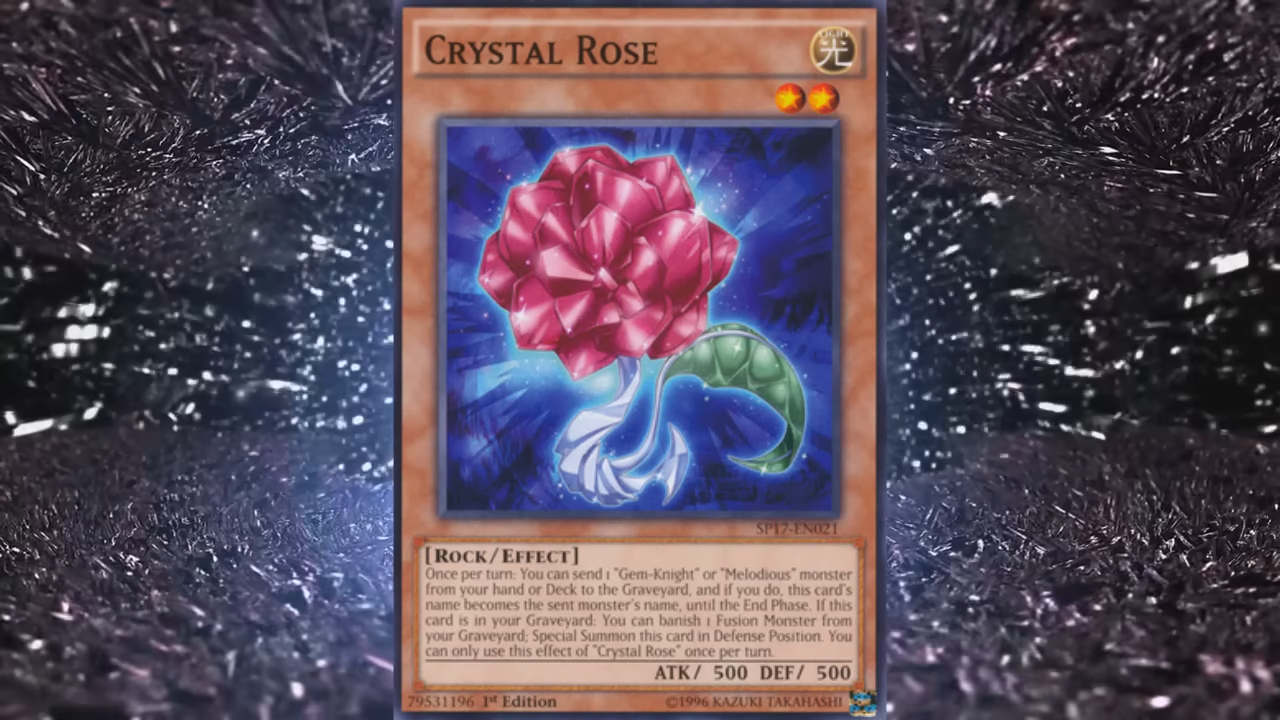 CRYSTAL ROSE
LIGHT
光
SP17-EN021
[ROCK/EFFECT]
Once per turn: You can send 1 "Gem-Knight" or "Melodious" monster
from your hand or Deck to the Graveyard, and if you do, this card's
name becomes the sent monster's name, until the End Phase. If this
card is in your Graveyard: You can banish 1 Fusion Monster from
your Graveyard; Special Summon this card in Defense Position. You
can only use this effect of "Crystal Rose" once per turn.
ATK/ 500 DEF/ 500
79531196 1st Edition ©1996 KAZUKI TAKAHASHI